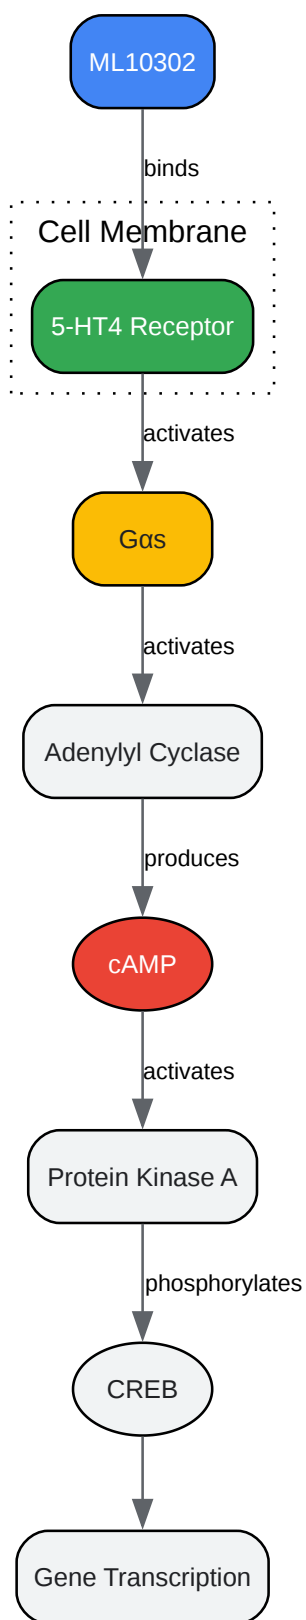 ML10302
binds
Cell Membrane
5-HT4 Receptor
activates
Gαs
activates
Adenylyl Cyclase
produces
cAMP
activates
Protein Kinase A
phosphorylates
CREB
Gene Transcription